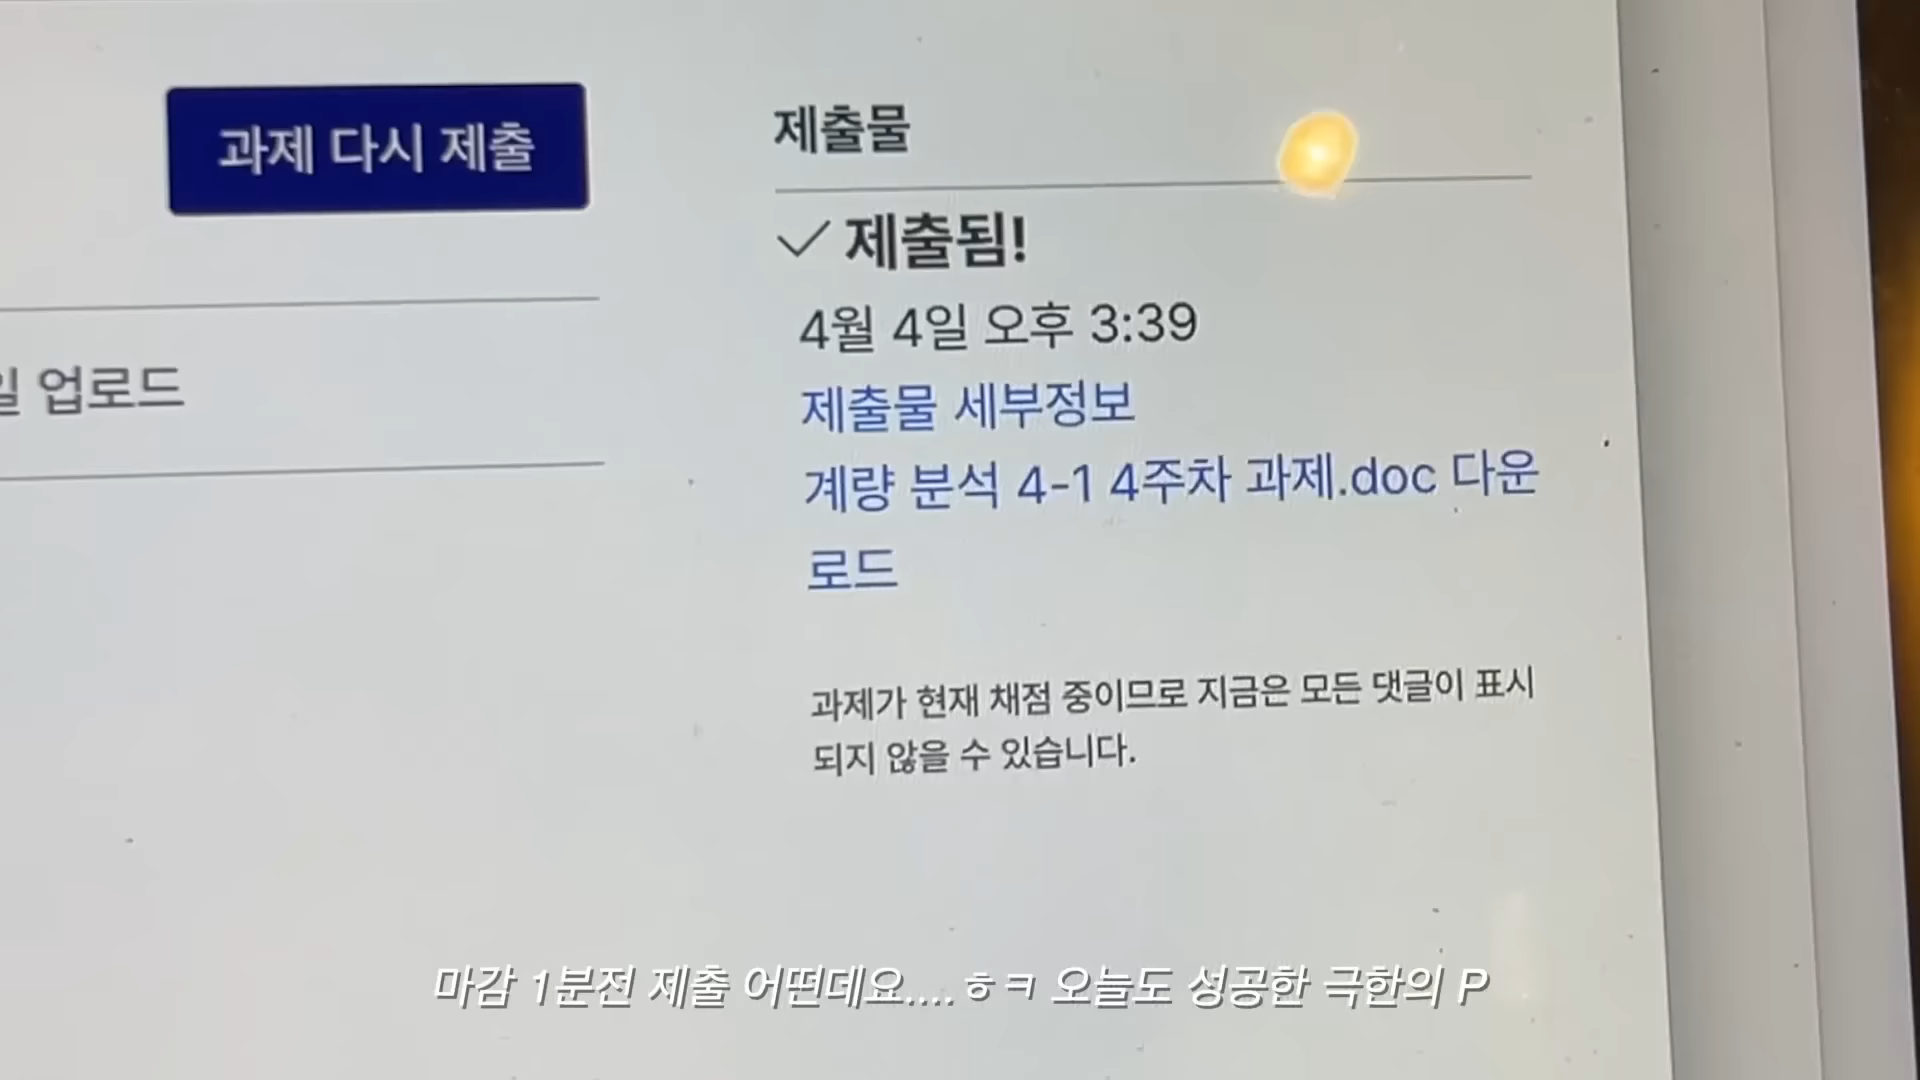 과제 다시 제출
제출물
제출됨!
4월 4일 오후 3:39
일 업로드
제출물 세부정보
계량 분석 4-1 4주차 과제.doc 다운
로드
과제가 현재 채점 중이므로 지금은 모든 댓글이 표시
되지 않을 수 있습니다.
마감 1분전 제출 어떤데요....ㅎㅋ 오늘도 성공한 극한의 P